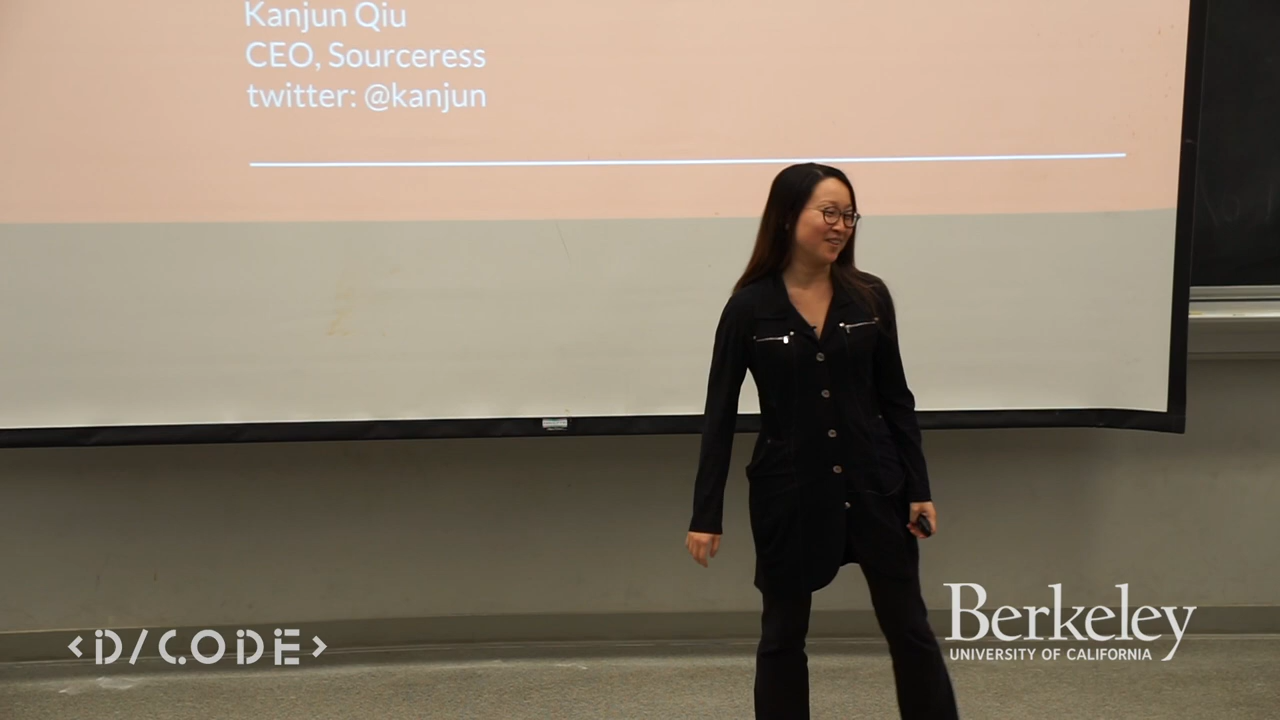 Kanjun Qiu
CEO, Sourceress
twitter: @kanjun
<D/CODE>
Berkeley
UNIVERSITY OF CALIFORNIA